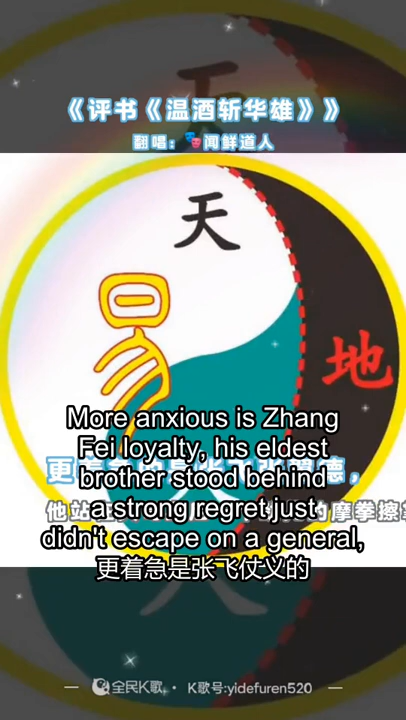 《评书《温酒斩华雄》》
翻唱：🎭闻鲜道人
天
易
地
More anxious is Zhang
Fei loyalty, his eldest
brother stood behind
a strong regret just
didn't escape on a general,
更着急是张飞仗义的
全民K歌 · K歌号:yidefuren520